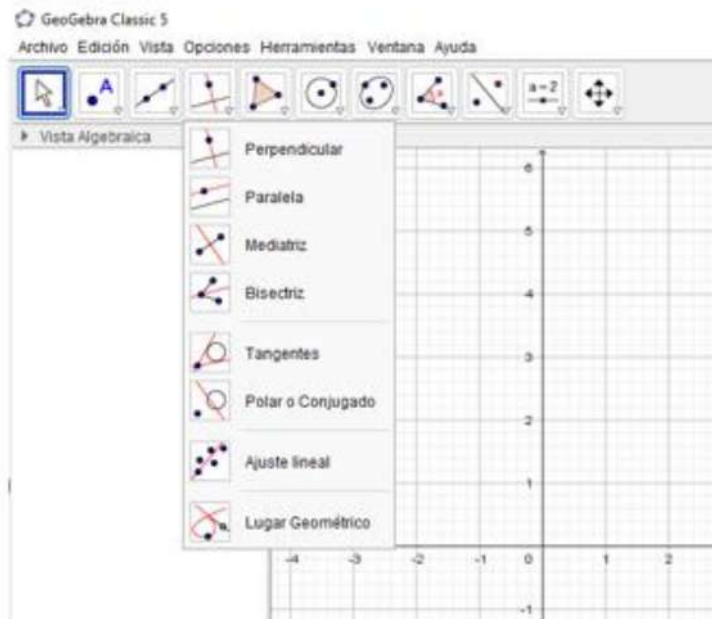 GeoGebra Classic 5
Archivo Edición Vista Opciones Herramientas Ventana Ayuda
A
a=2
Vista Algebraica
Perpendicular
Paralela
Mediatriz
Bisectriz
Tangentes
Polar o Conjugado
Ajuste lineal
Lugar Geométrico
6
5
4
3
2
1
-4 -3 -2 -1 0 1 2
-1